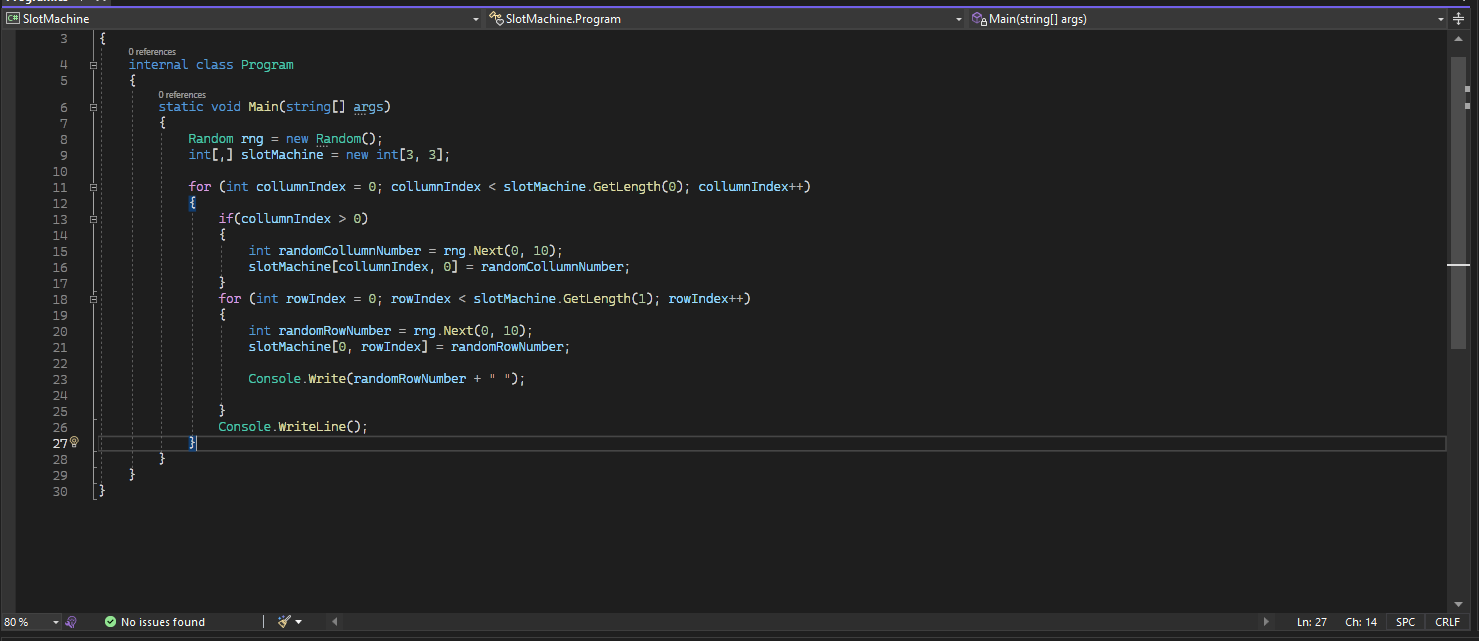 SlotMachine SlotMachine.Program Main(string[] args)
3 {
0 references
4 internal class Program
5 {
0 references
6 static void Main(string[] args)
7 {
8 Random rng = new Random();
9 int[,] slotMachine = new int[3, 3];
10
11 for (int collumnIndex = 0; collumnIndex < slotMachine.GetLength(0); collumnIndex++)
12 {
13 if(collumnIndex > 0)
14 {
15 int randomCollumnNumber = rng.Next(0, 10);
16 slotMachine[collumnIndex, 0] = randomCollumnNumber;
17 }
18 for (int rowIndex = 0; rowIndex < slotMachine.GetLength(1); rowIndex++)
19 {
20 int randomRowNumber = rng.Next(0, 10);
21 slotMachine[0, rowIndex] = randomRowNumber;
22
23 Console.Write(randomRowNumber + " ");
24
25 }
26 Console.WriteLine();
27 }
28 }
29 }
30 }
80 % No issues found Ln: 27 Ch: 14 SPC CRLF